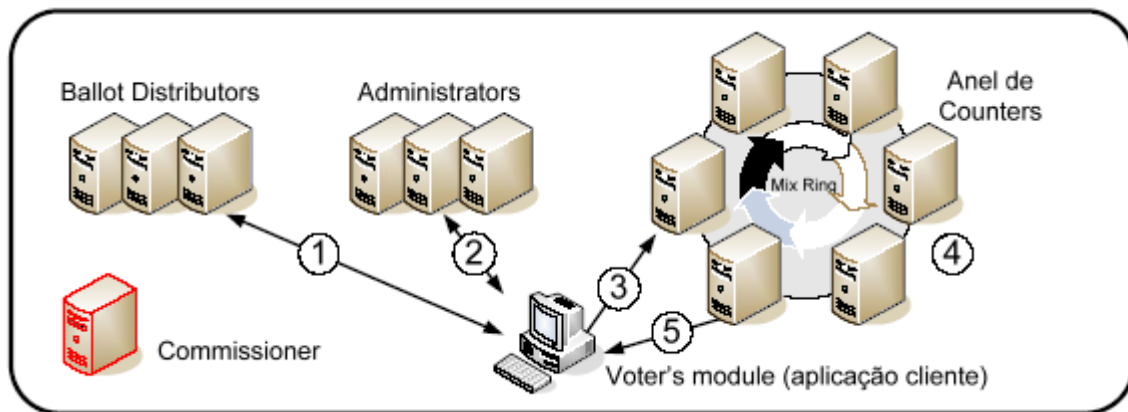 Ballot Distributors
Administrators
Anel de
Counters
Mix Ring
1
2
3
4
5
Commissioner
Voter's module (aplicação cliente)